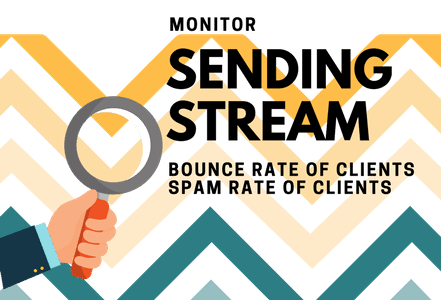 MONITOR
SENDING
STREAM
BOUNCE RATE OF CLIENTS
SPAM RATE OF CLIENTS